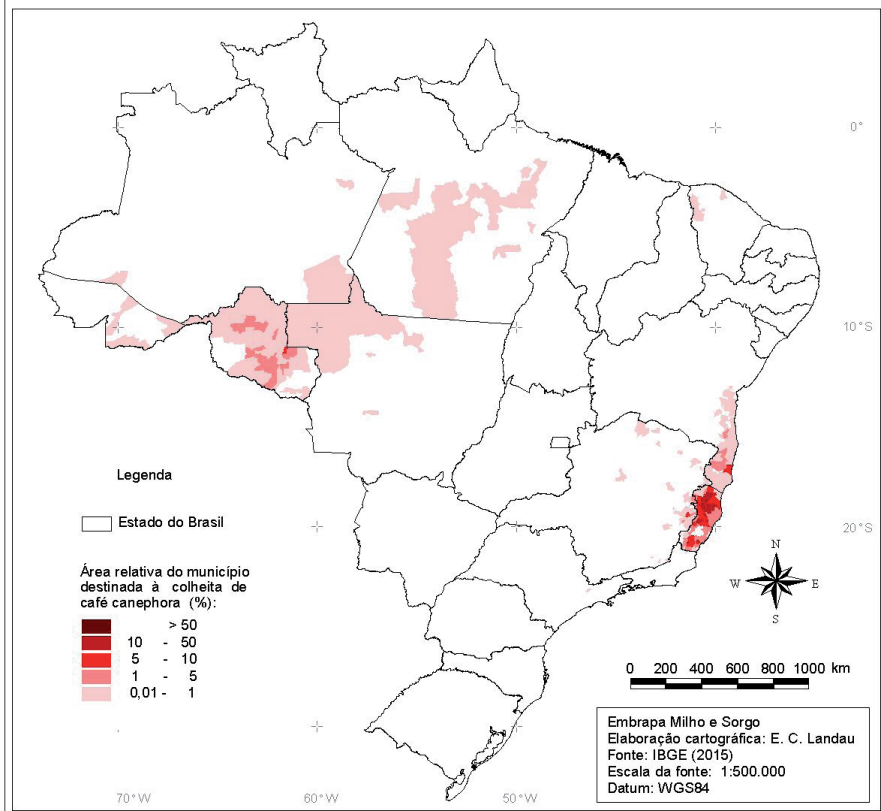 0°
10°S
Legenda
Estado do Brasil
20°S
N
W E
S
Área relativa do município
destinada à colheita de
café canephora (%):
> 50
10 - 50
5 - 10
1 - 5
0,01 - 1
0 200 400 600 800 1000 km
Embrapa Milho e Sorgo
Elaboração cartográfica: E. C. Landau
Fonte: IBGE (2015)
Escala da fonte: 1:500.000
Datum: WGS84
70°W 60°W 50°W